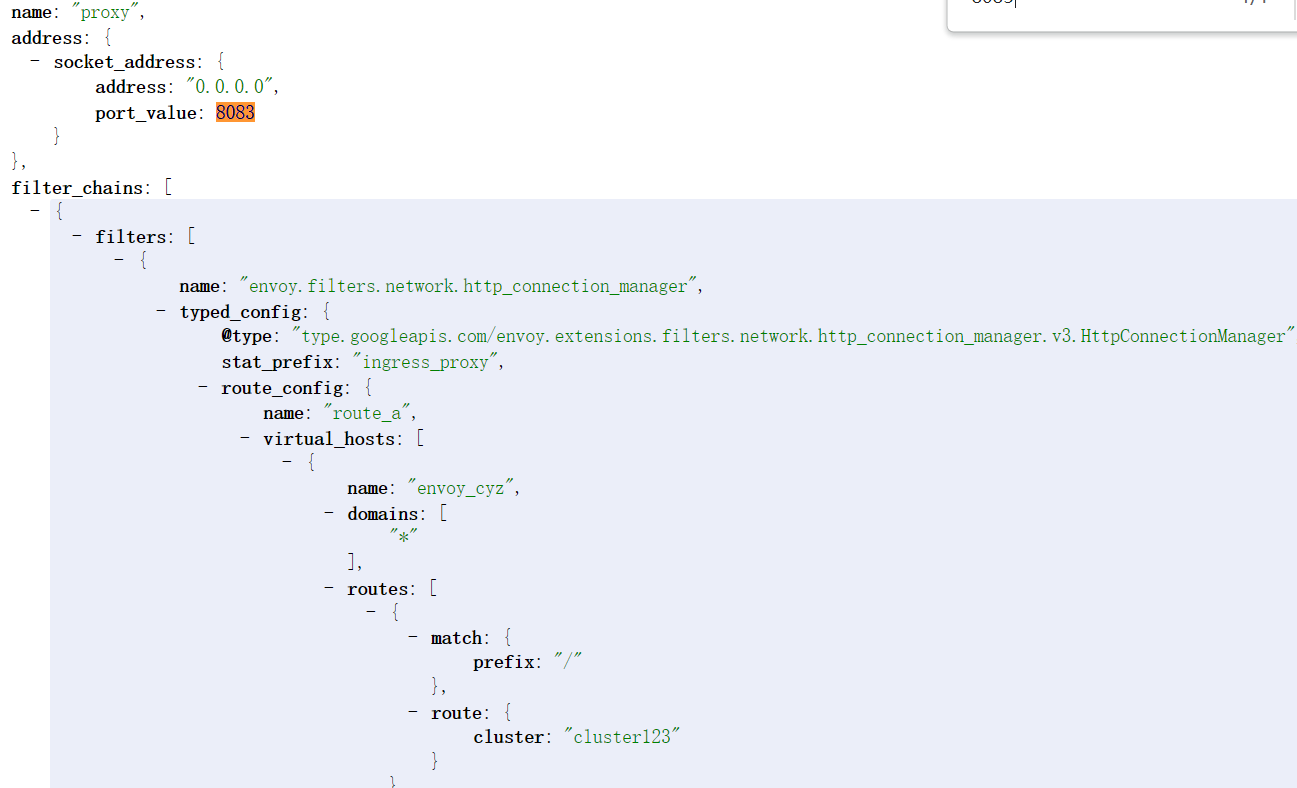 name: "proxy",
address: {
- socket_address: {
address: "0.0.0.0",
port_value: 8083
}
},
filter_chains: [
- {
- filters: [
- {
name: "envoy.filters.network.http_connection_manager",
- typed_config: {
@type: "type.googleapis.com/envoy.extensions.filters.network.http_connection_manager.v3.HttpConnectionManager"
stat_prefix: "ingress_proxy",
- route_config: {
name: "route_a",
- virtual_hosts: [
- {
name: "envoy_cyz",
- domains: [
"*"
],
- routes: [
- {
- match: {
prefix: "/"
},
- route: {
cluster: "cluster123"
}
}